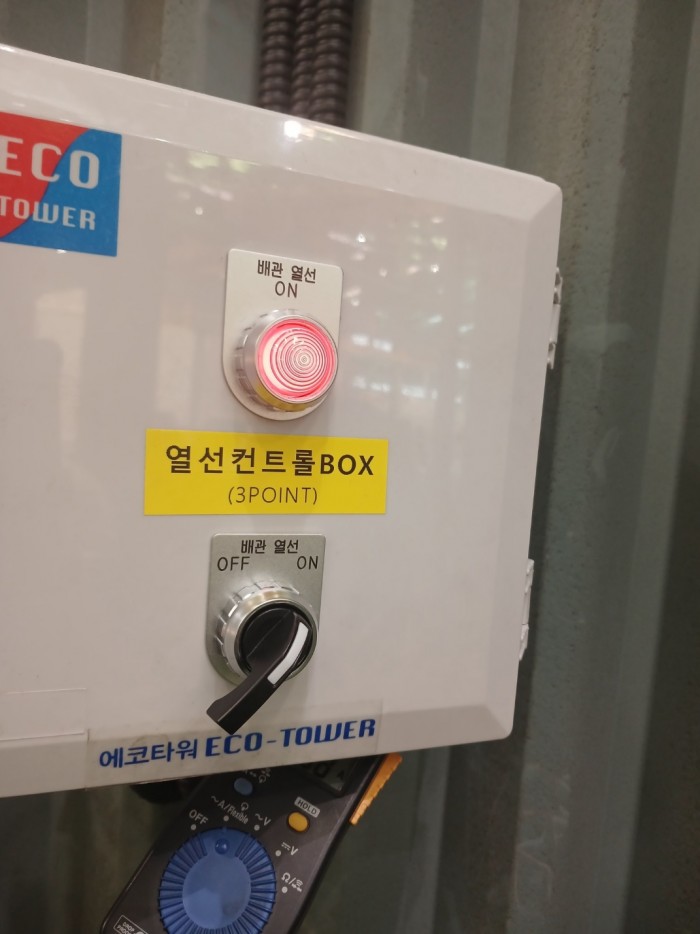 ECO
TOWER
배관 열선
ON
열선컨트롤BOX
(3POINT)
배관 열선
OFF ON
에코타워 ECO-TOWER
HOLD
~A/Flexible
~V
OFF
⎓V